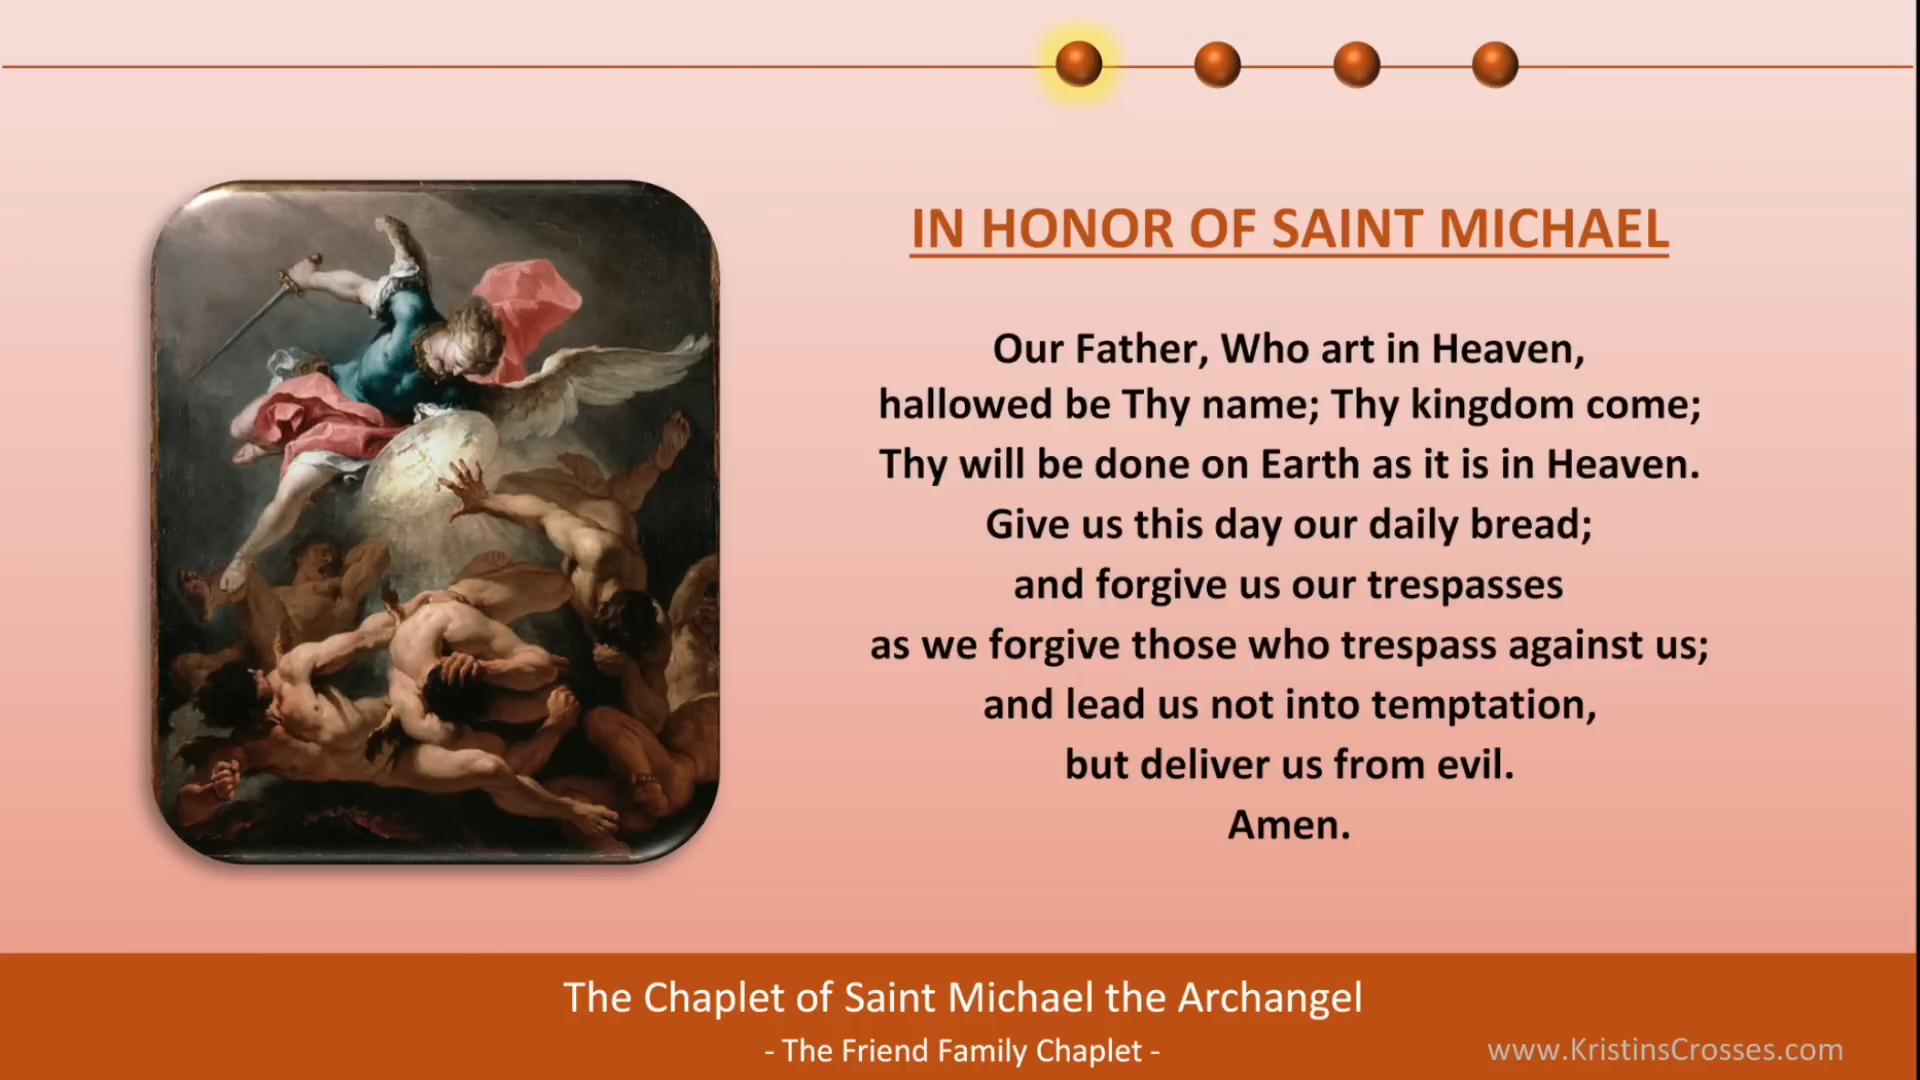 IN HONOR OF SAINT MICHAEL
Our Father, Who art in Heaven,
hallowed be Thy name; Thy kingdom come;
Thy will be done on Earth as it is in Heaven.
Give us this day our daily bread;
and forgive us our trespasses
as we forgive those who trespass against us;
and lead us not into temptation,
but deliver us from evil.
Amen.
The Chaplet of Saint Michael the Archangel
- The Friend Family Chaplet -
www.KristinsCrosses.com